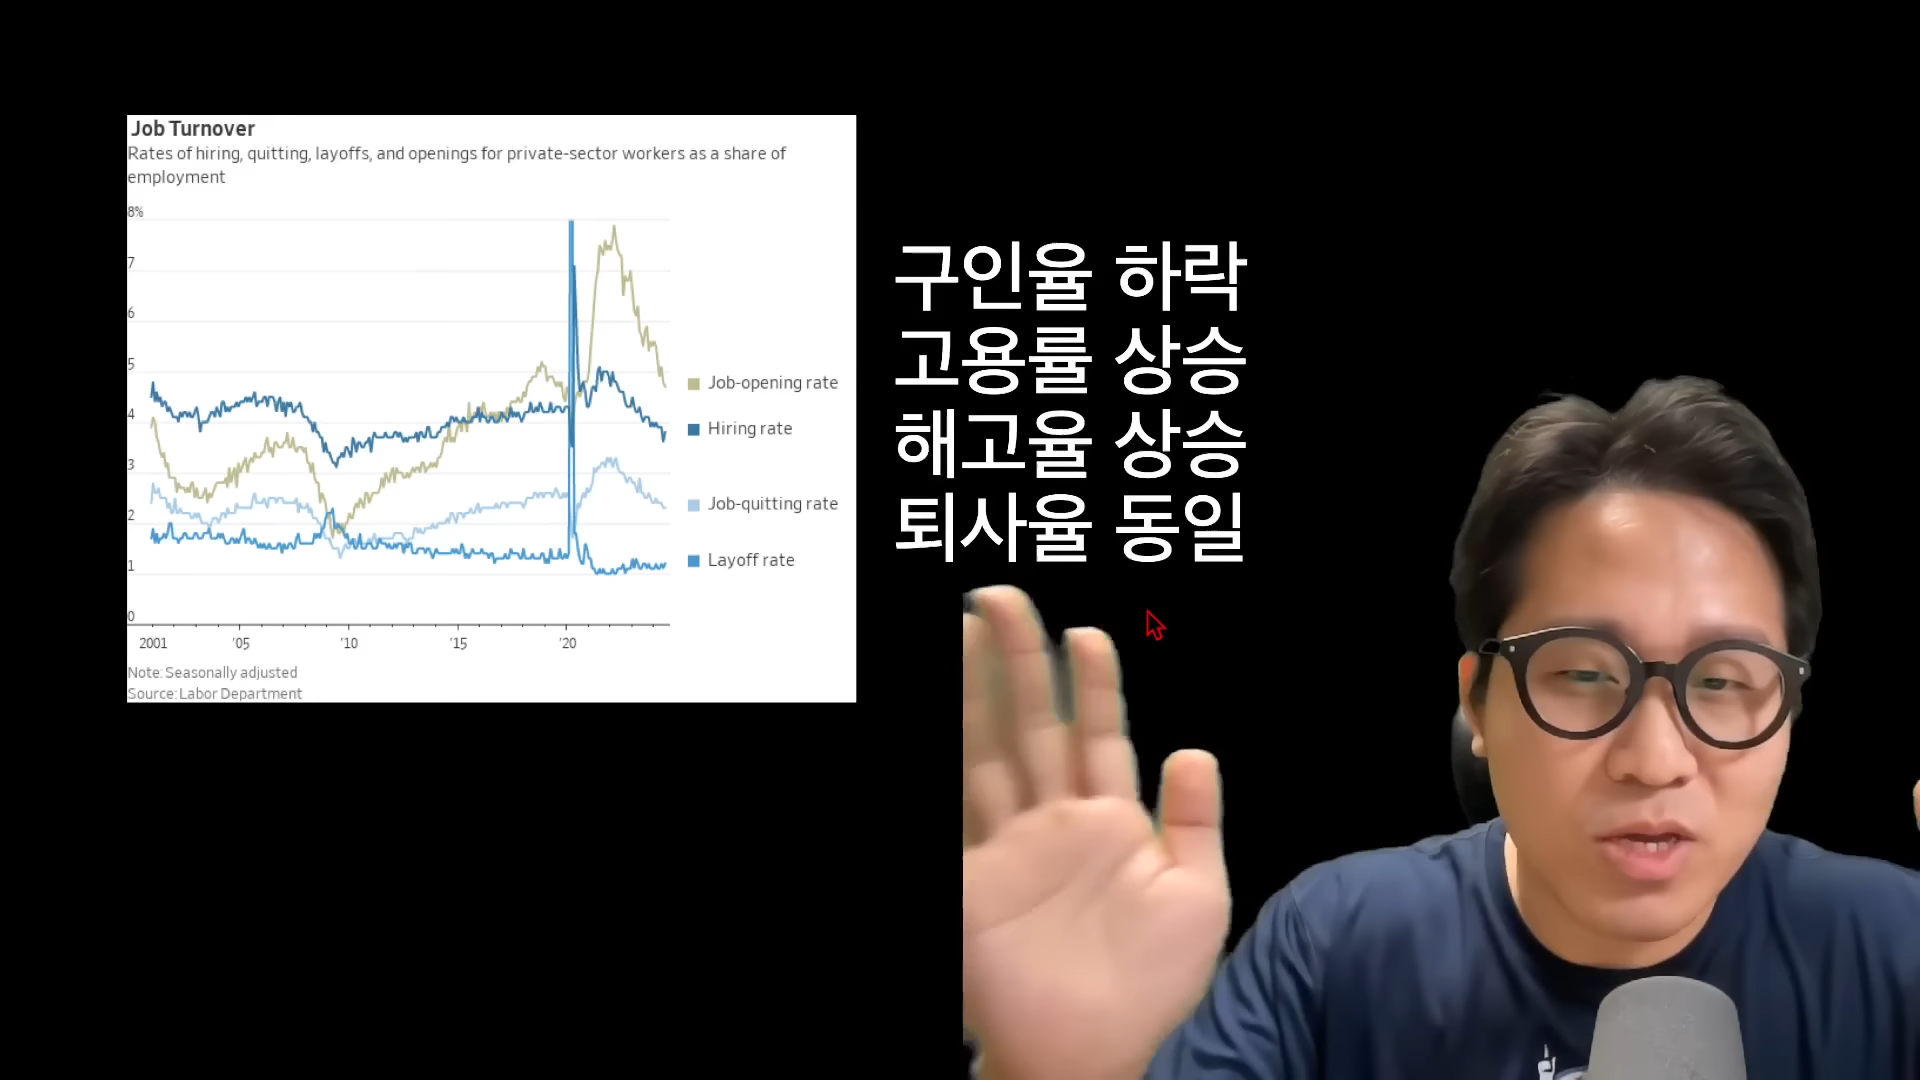 Job Turnover
Rates of hiring, quitting, layoffs, and openings for private-sector workers as a share of
employment
8%
7
6
5
4
3
2
1
0
2001 '05 '10 '15 '20
Job-opening rate
Hiring rate
Job-quitting rate
Layoff rate
Note: Seasonally adjusted
Source: Labor Department
구인율 하락
고용률 상승
해고율 상승
퇴사율 동일